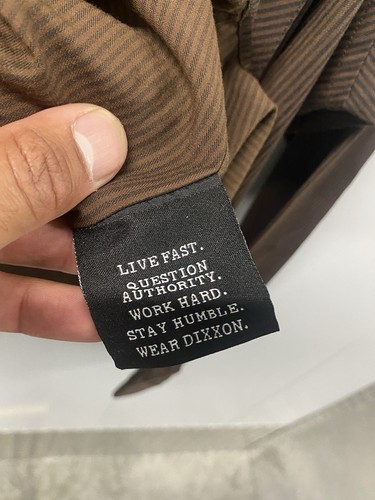 LIVE FAST.
QUESTION
AUTHORITY.
WORK HARD.
STAY HUMBLE.
WEAR DIXXON.